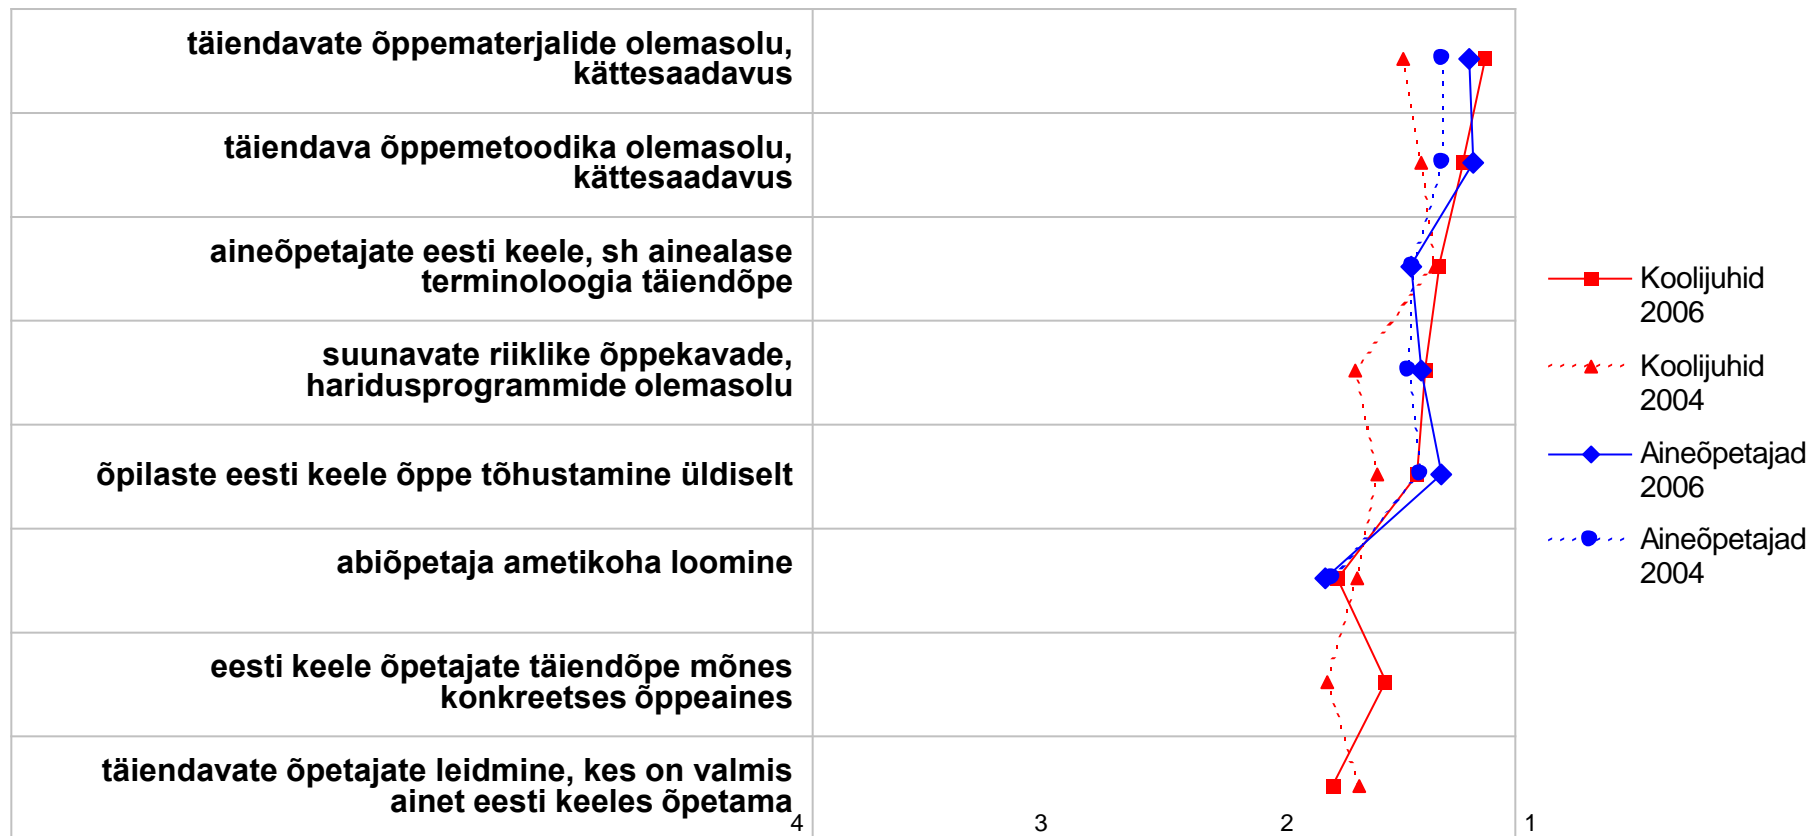 täiendavate õppematerjalide olemasolu,
kättesaadavus
täiendava õppemetoodika olemasolu,
kättesaadavus
aineõpetajate eesti keele, sh ainealase
terminoloogia täiendõpe
suunavate riiklike õppekavade,
haridusprogrammide olemasolu
õpilaste eesti keele õppe tõhustamine üldiselt
abiõpetaja ametikoha loomine
eesti keele õpetajate täiendõpe mõnes
konkreetses õppeaines
täiendavate õpetajate leidmine, kes on valmis
ainet eesti keeles õpetama
4 3 2 1
Koolijuhid
2006
Koolijuhid
2004
Aineõpetajad
2006
Aineõpetajad
2004